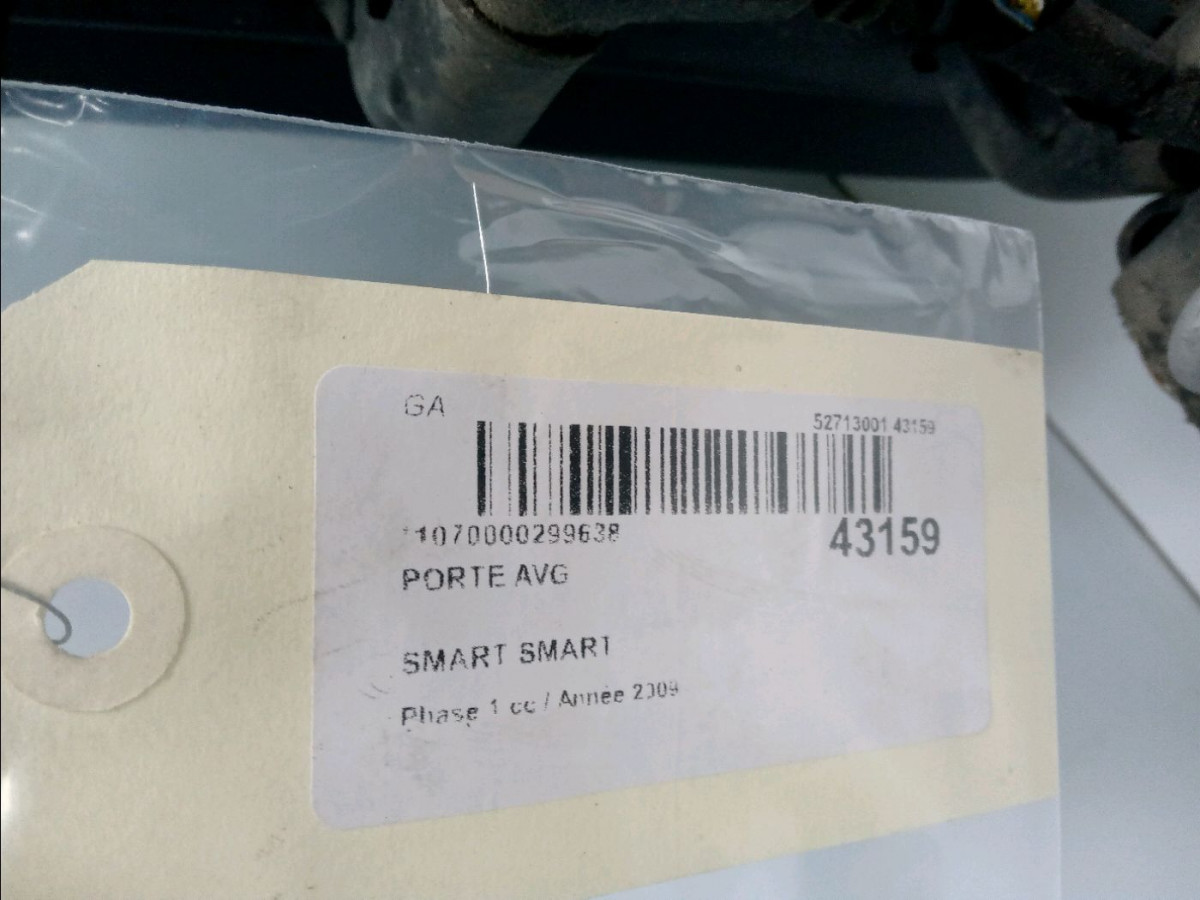 GA
52713001 43159
*1070000299638
43159
PORTE AVG
SMART SMART
Phase 1 cc / Année 2009